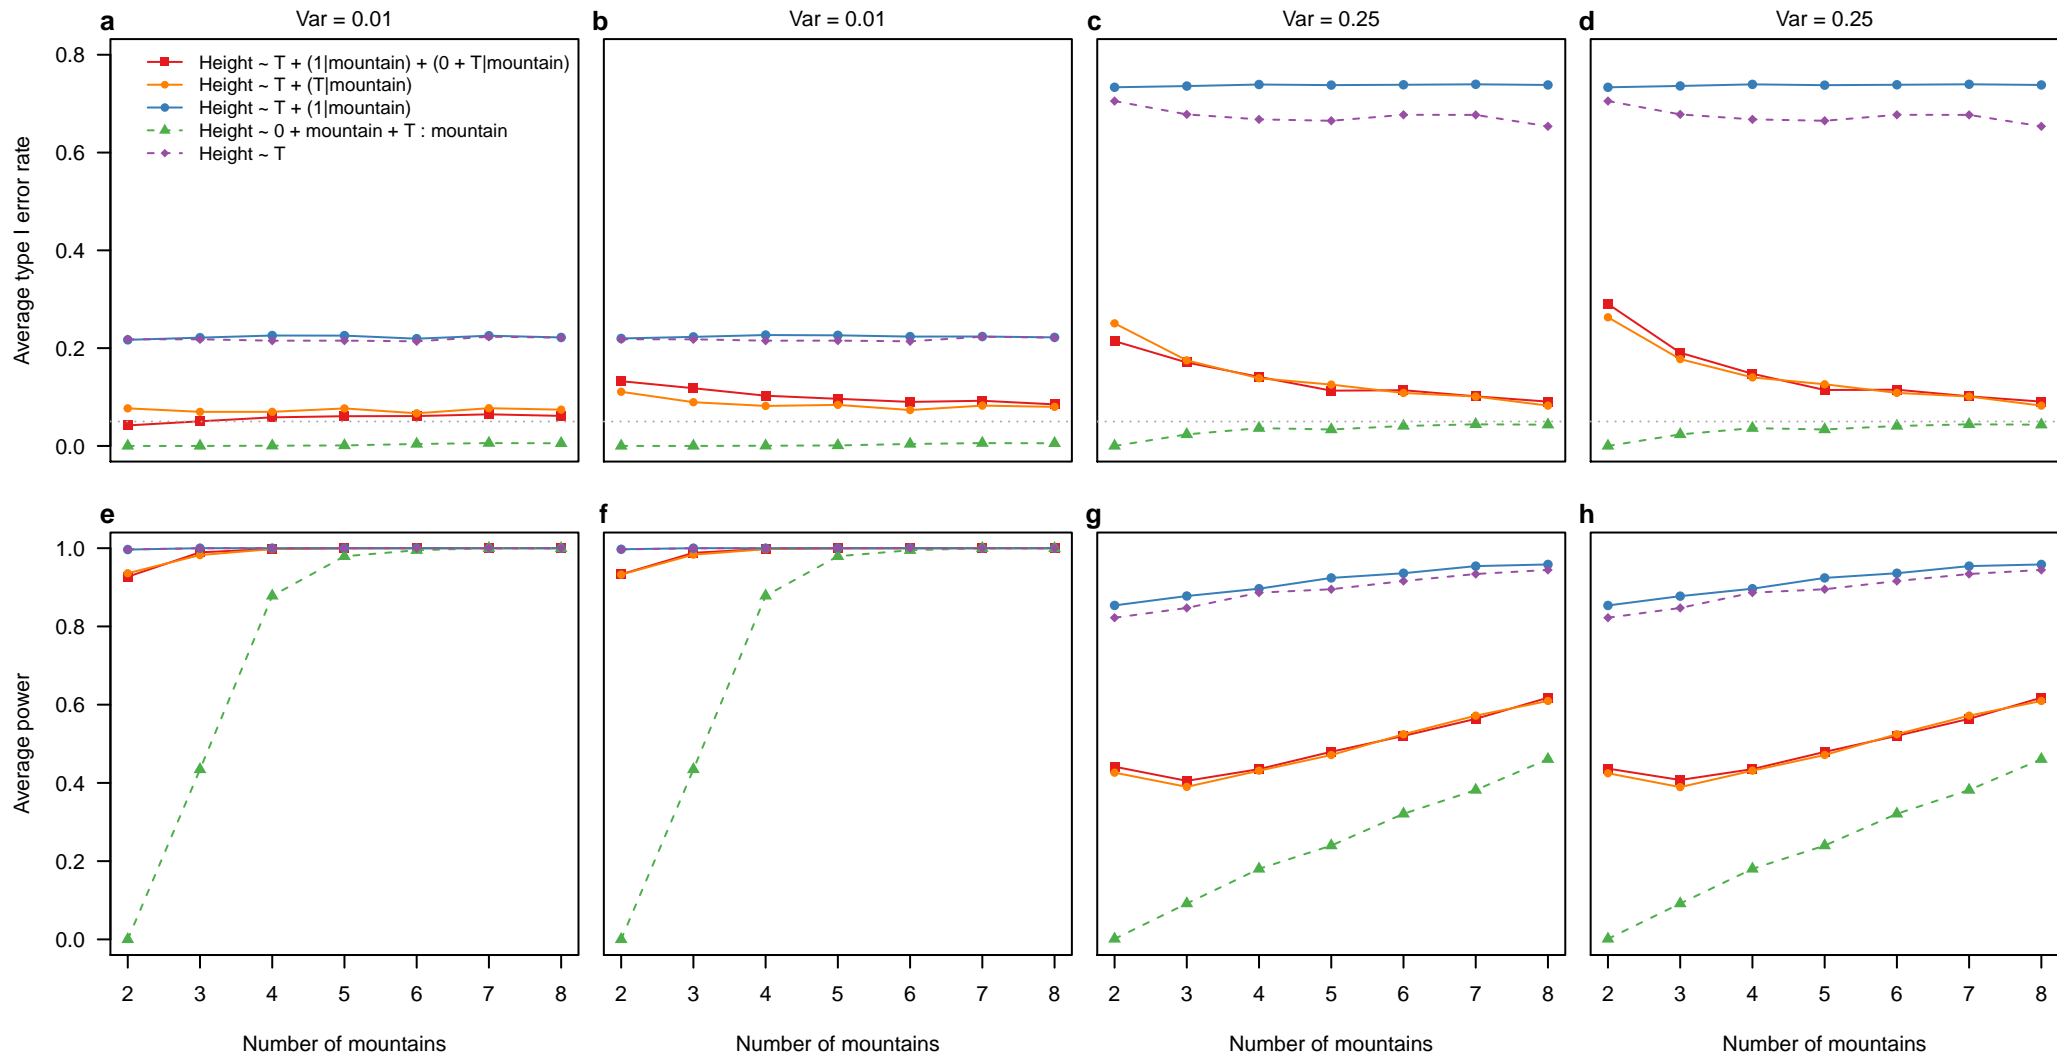 a Var = 0.01
b Var = 0.01
c Var = 0.25
d Var = 0.25
Height ~ T + (1|mountain) + (0 + T|mountain)
Height ~ T + (T|mountain)
Height ~ T + (1|mountain)
Height ~ 0 + mountain + T : mountain
Height ~ T
Average type I error rate
0.8
0.6
0.4
0.2
0.0
e
f
g
h
Average power
1.0
0.8
0.6
0.4
0.2
0.0
2 3 4 5 6 7 8
2 3 4 5 6 7 8
2 3 4 5 6 7 8
2 3 4 5 6 7 8
Number of mountains
Number of mountains
Number of mountains
Number of mountains